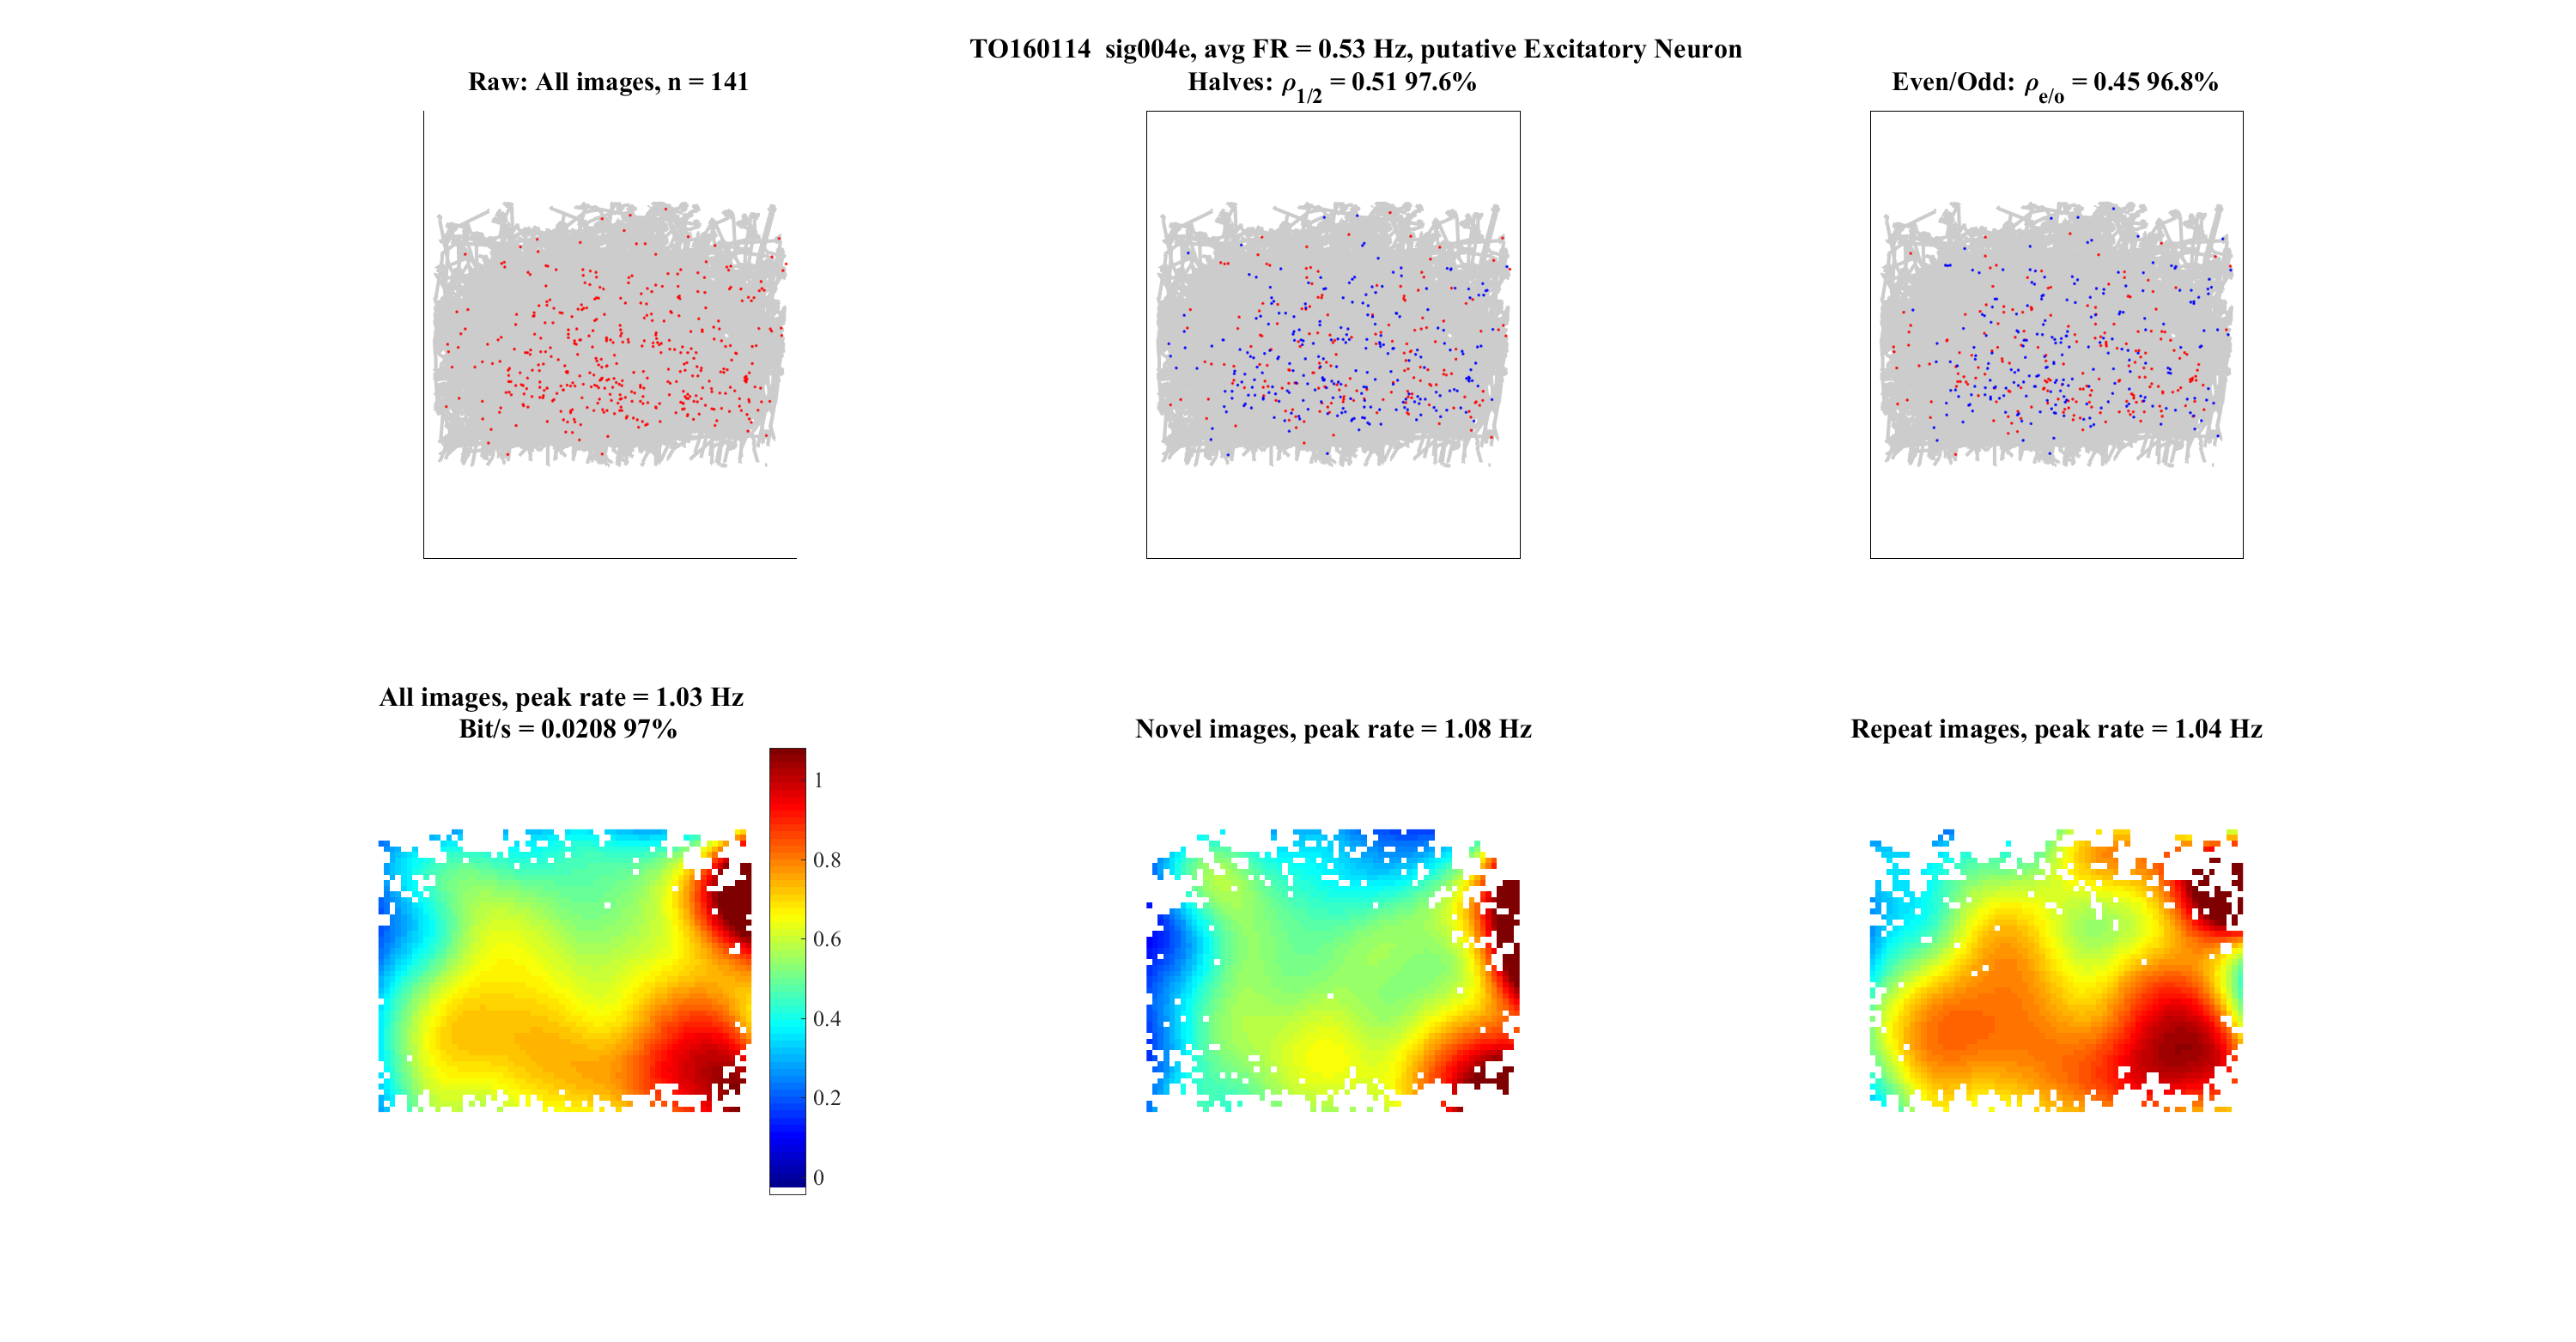 TO160114  sig004e, avg FR = 0.53 Hz, putative Excitatory Neuron
Raw: All images, n = 141
Halves: ρ1/2 = 0.51 97.6%
Even/Odd: ρe/o = 0.45 96.8%
All images, peak rate = 1.03 Hz
Bit/s = 0.0208 97%
Novel images, peak rate = 1.08 Hz
Repeat images, peak rate = 1.04 Hz
1
0.8
0.6
0.4
0.2
0